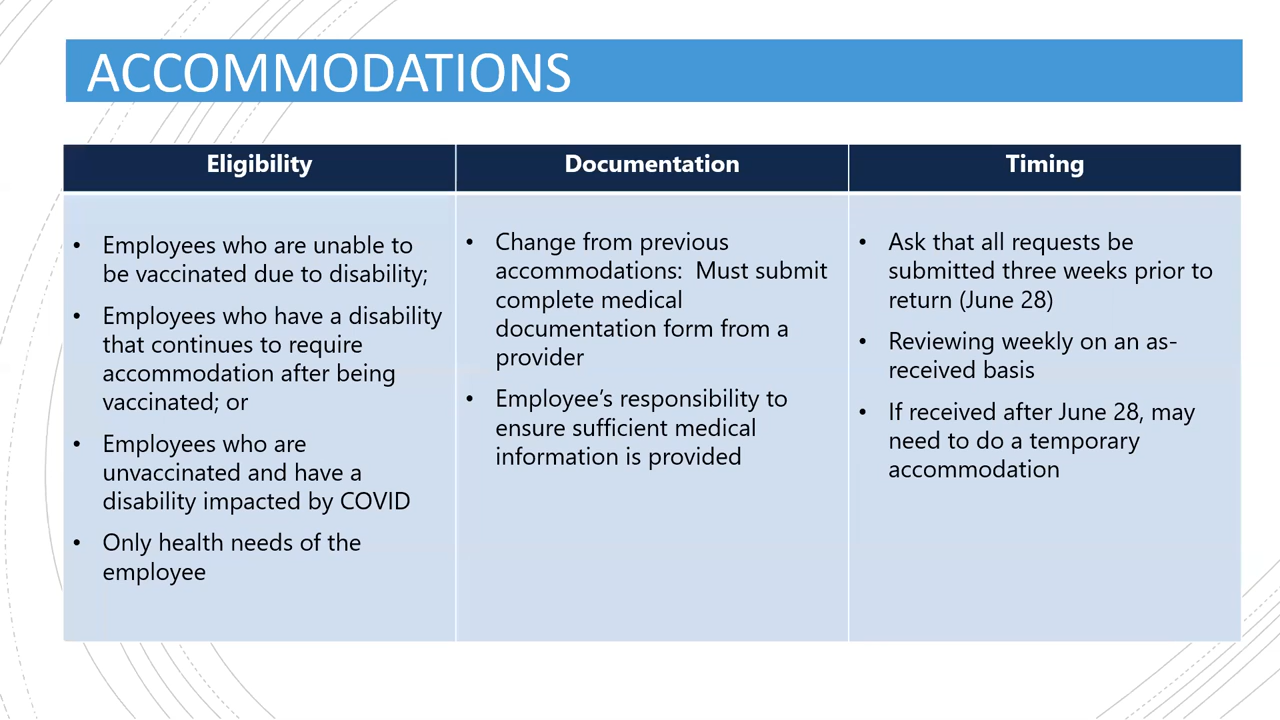 ACCOMMODATIONS
Eligibility
• Employees who are unable to
be vaccinated due to disability;
• Employees who have a disability
that continues to require
accommodation after being
vaccinated; or
• Employees who are
unvaccinated and have a
disability impacted by COVID
• Only health needs of the
employee
Documentation
• Change from previous
accommodations:  Must submit
complete medical
documentation form from a
provider
• Employee’s responsibility to
ensure sufficient medical
information is provided
Timing
• Ask that all requests be
submitted three weeks prior to
return (June 28)
• Reviewing weekly on an as-
received basis
• If received after June 28, may
need to do a temporary
accommodation